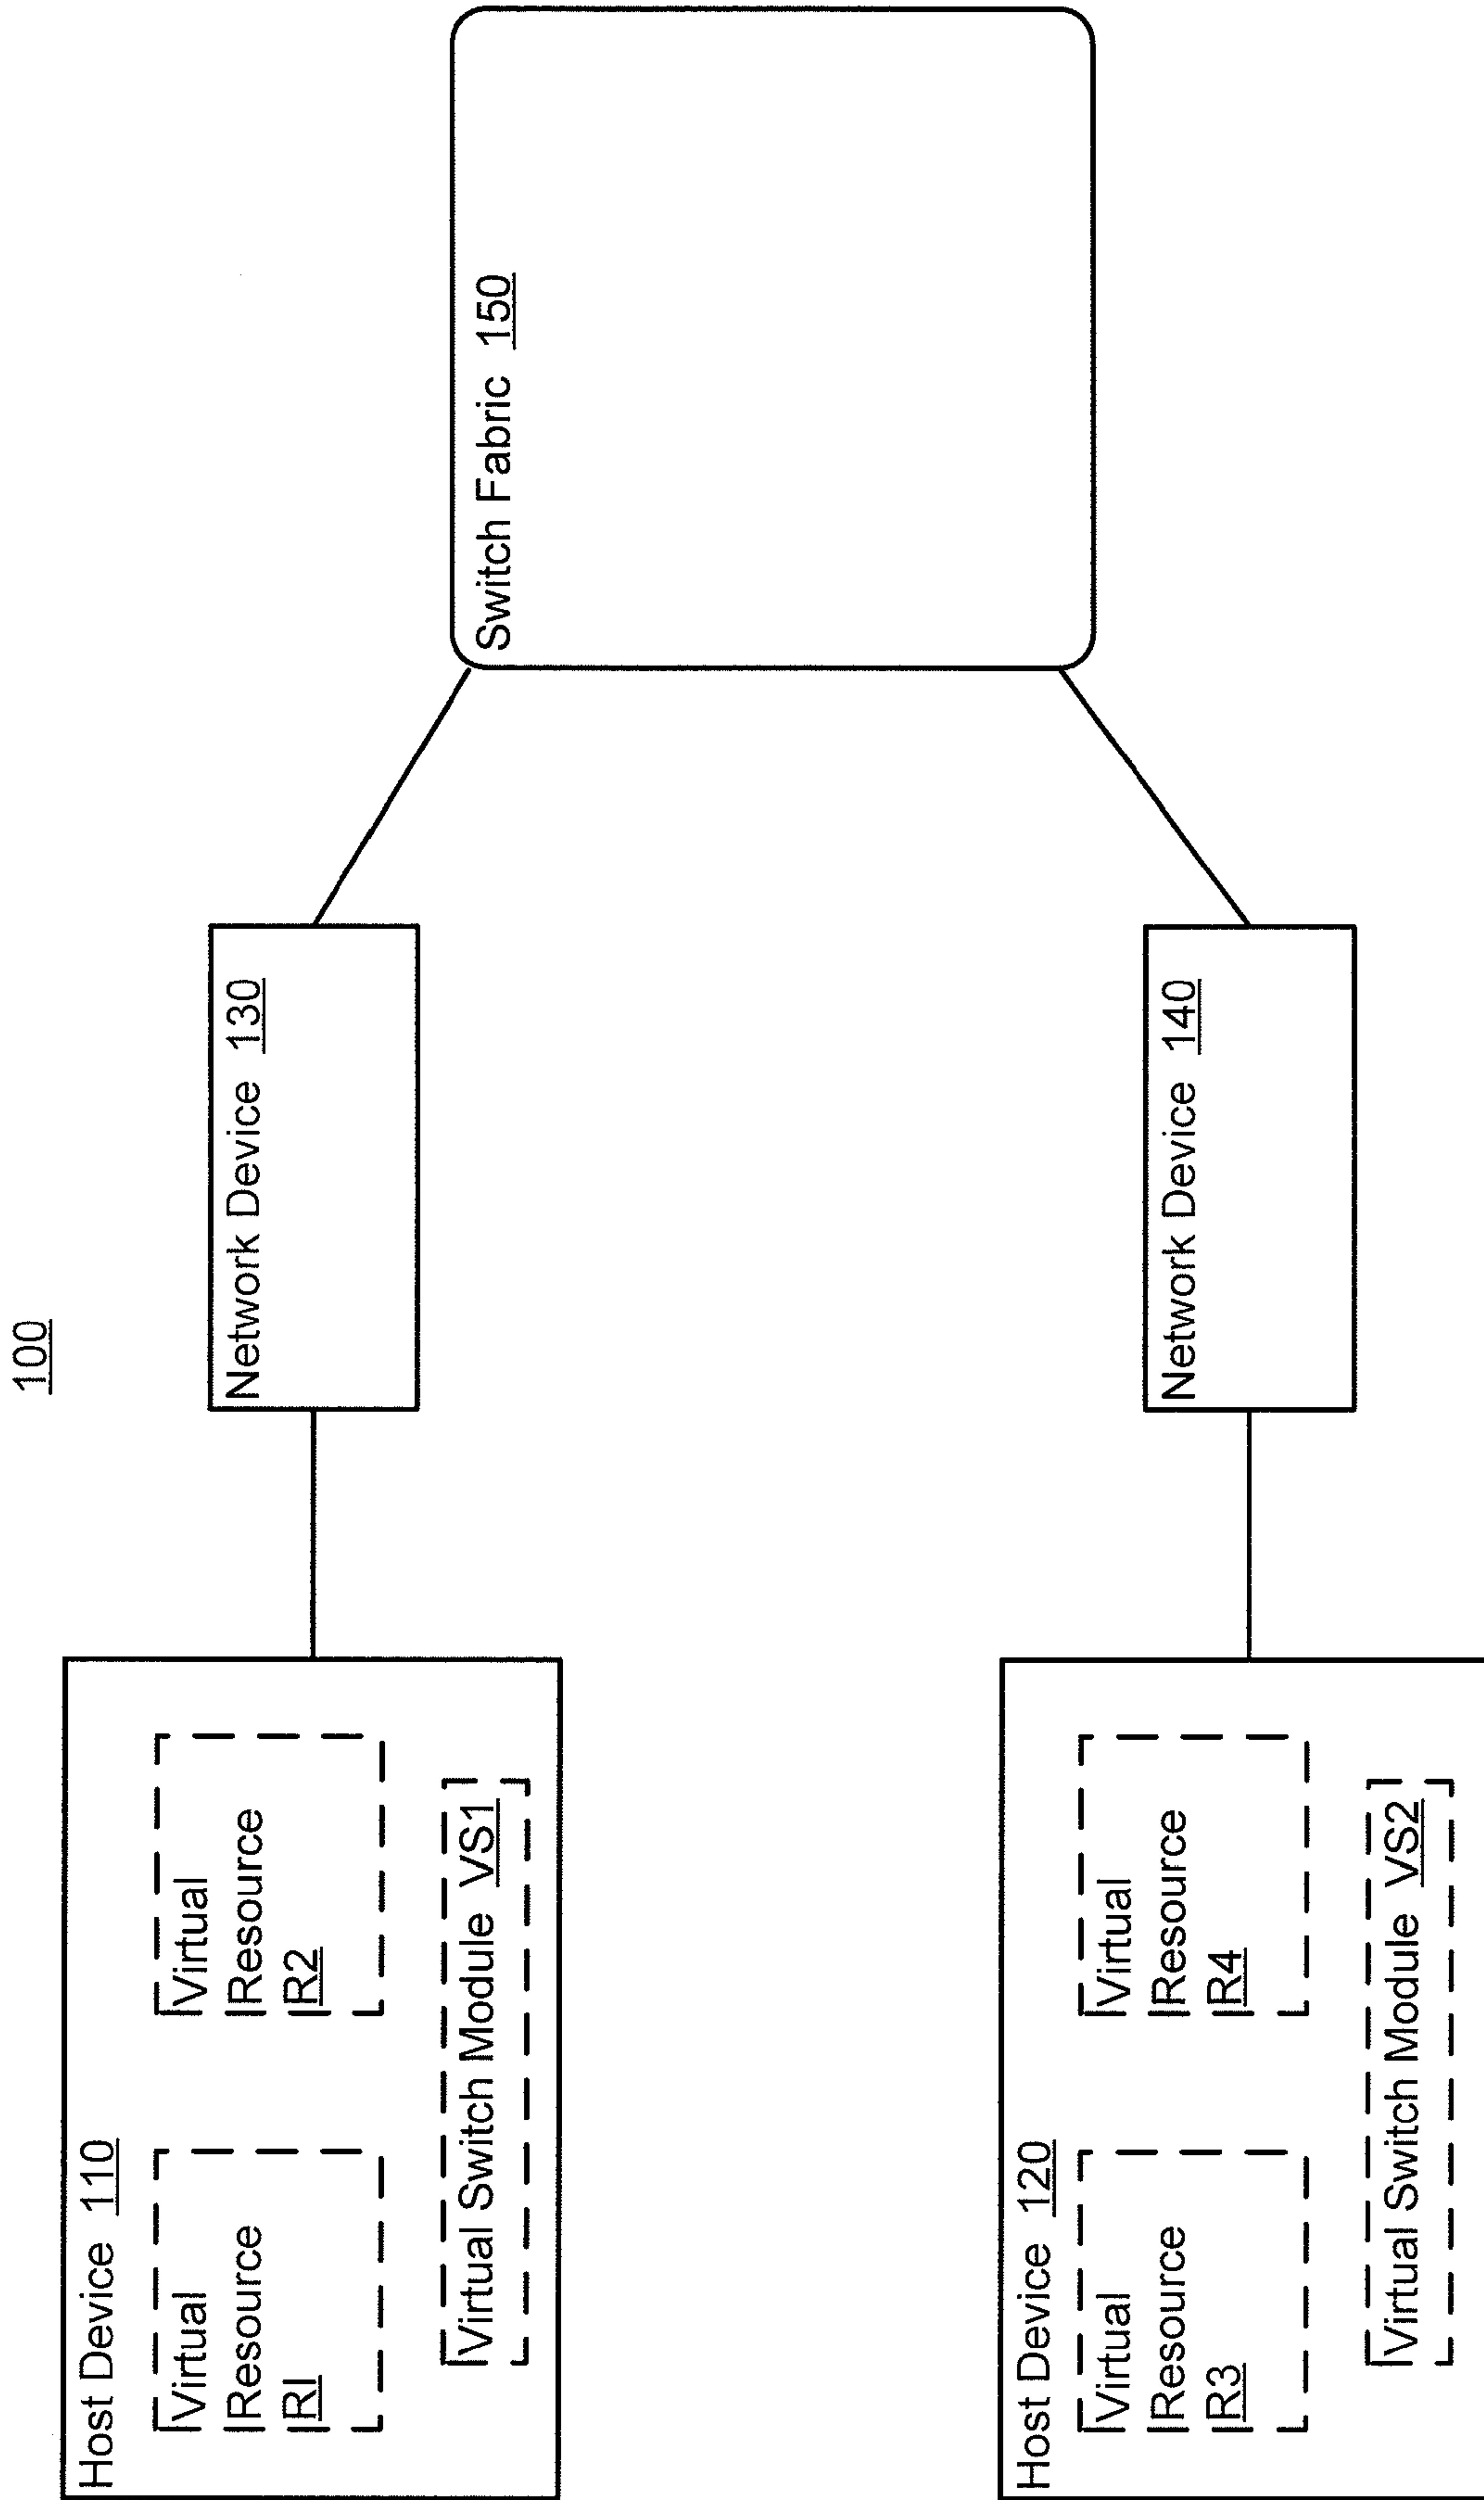 100
Host Device 110
Virtual
Resource
RI
Virtual
Resource
R2
Virtual Switch Module VS1
Network Device 130
Switch Fabric 150
Host Device 120
Virtual
Resource
R3
Virtual
Resource
R4
Virtual Switch Module VS2
Network Device 140